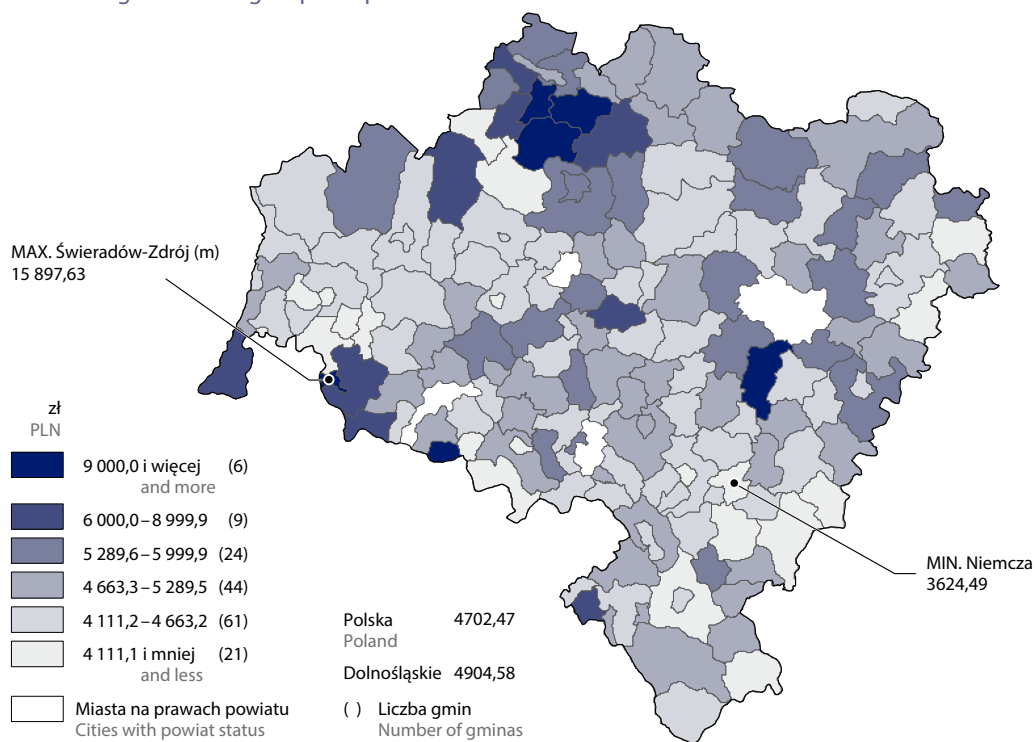 MAX. Świeradów-Zdrój (m)
15 897,63
zł
PLN
9 000,0 i więcej (6)
and more
6 000,0–8 999,9 (9)
5 289,6–5 999,9 (24)
4 663,3–5 289,5 (44)
4 111,2–4 663,2 (61)
4 111,1 i mniej (21)
and less
Miasta na prawach powiatu
Cities with powiat status
Polska 4702,47
Poland
Dolnośląskie 4904,58
( ) Liczba gmin
Number of gminas
MIN. Niemcza
3624,49